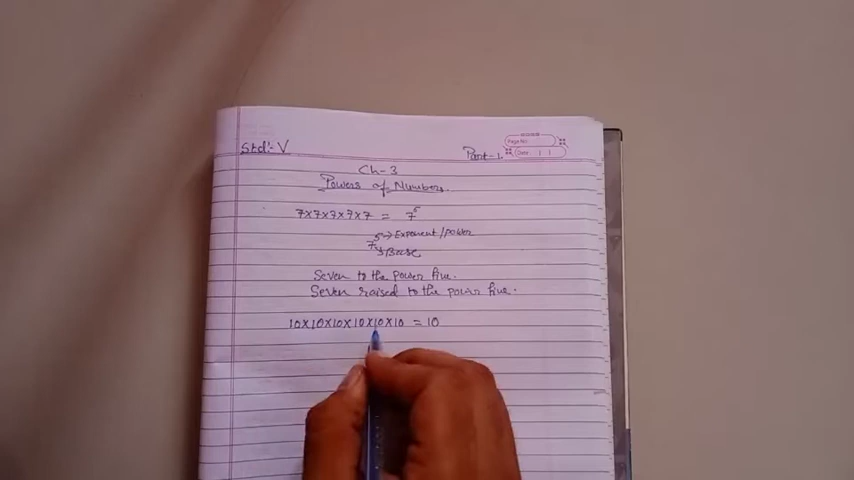 Std:- V
Part-1.
Page No.
Date: | |
Ch-3
Powers of Numbers.
7×7×7×7×7 = 7⁵
7⁵ → Exponent/power
→ Base
Seven to the power five.
Seven raised to the power five.
10×10×10×10×10×10 = 10